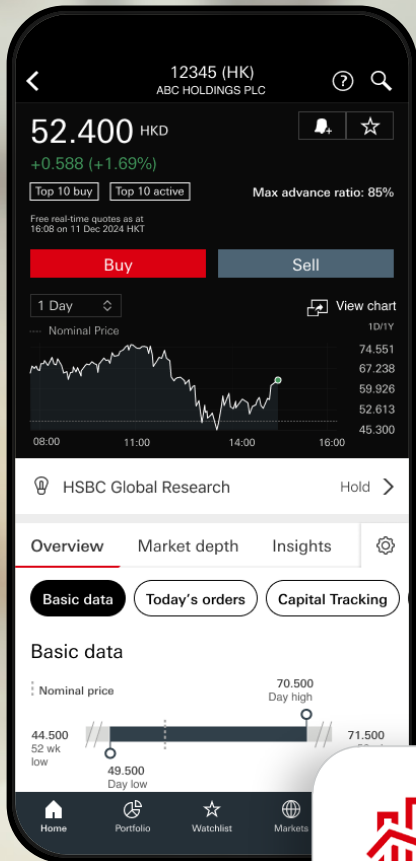 12345 (HK)
ABC HOLDINGS PLC
52.400 HKD
+0.588 (+1.69%)
Top 10 buy Top 10 active Max advance ratio: 85%
Free real-time quotes as at
16:08 on 11 Dec 2024 HKT
Buy Sell
1 Day View chart
Nominal Price 1D/1Y
74.551
67.238
59.926
52.613
45.300
08:00 11:00 14:00 16:00
HSBC Global Research Hold
Overview Market depth Insights
Basic data Today's orders Capital Tracking
Basic data
Nominal price
70.500
Day high
44.500 71.500
52 wk
low
49.500
Day low
Home Portfolio Watchlist Markets